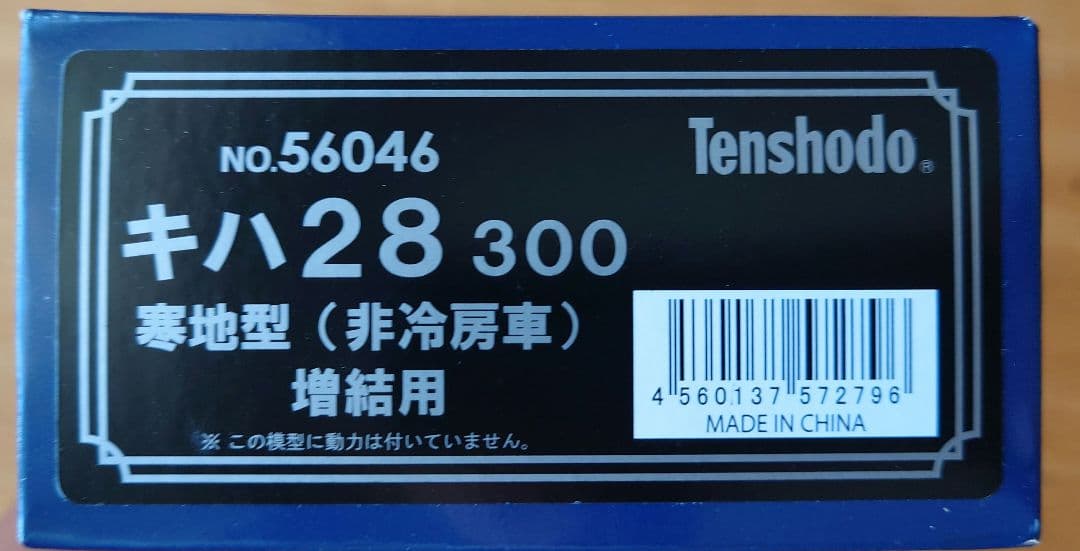 NO.56046
Tenshodo®
キハ28 300
寒地型（非冷房車）
増結用
※ この模型に動力は付いていません。
4 560137 572796
MADE IN CHINA